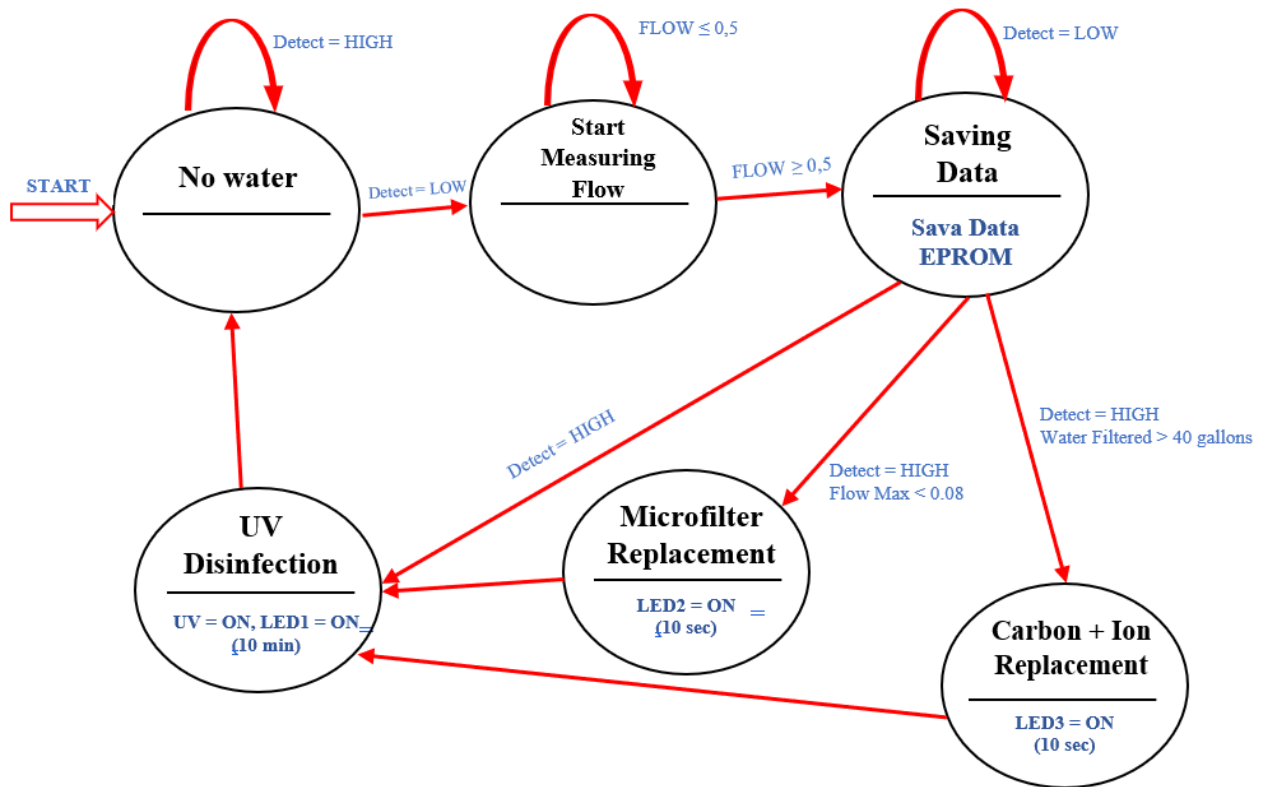 Detect = HIGH
FLOW ≤ 0,5
Detect = LOW
START
No water
Detect = LOW
Start
Measuring
Flow
FLOW ≥ 0,5
Saving
Data
Sava Data
EPROM
Detect = HIGH
Detect = HIGH
Flow Max < 0.08
Detect = HIGH
Water Filtered > 40 gallons
UV
Disinfection
UV = ON, LED1 = ON
(10 min)
Microfilter
Replacement
LED2 = ON =
(10 sec)
Carbon + Ion
Replacement
LED3 = ON
(10 sec)